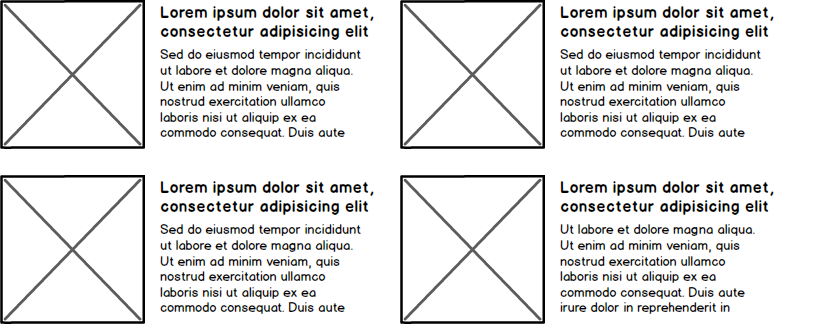 Lorem ipsum dolor sit amet,
consectetur adipisicing elit
Sed do eiusmod tempor incididunt
ut labore et dolore magna aliqua.
Ut enim ad minim veniam, quis
nostrud exercitation ullamco
laboris nisi ut aliquip ex ea
commodo consequat. Duis aute
Lorem ipsum dolor sit amet,
consectetur adipisicing elit
Sed do eiusmod tempor incididunt
ut labore et dolore magna aliqua.
Ut enim ad minim veniam, quis
nostrud exercitation ullamco
laboris nisi ut aliquip ex ea
commodo consequat. Duis aute
Lorem ipsum dolor sit amet,
consectetur adipisicing elit
Sed do eiusmod tempor incididunt
ut labore et dolore magna aliqua.
Ut enim ad minim veniam, quis
nostrud exercitation ullamco
laboris nisi ut aliquip ex ea
commodo consequat. Duis aute
Lorem ipsum dolor sit amet,
consectetur adipisicing elit
Ut labore et dolore magna aliqua.
Ut enim ad minim veniam, quis
nostrud exercitation ullamco
laboris nisi ut aliquip ex ea
commodo consequat. Duis aute
irure dolor in reprehenderit in